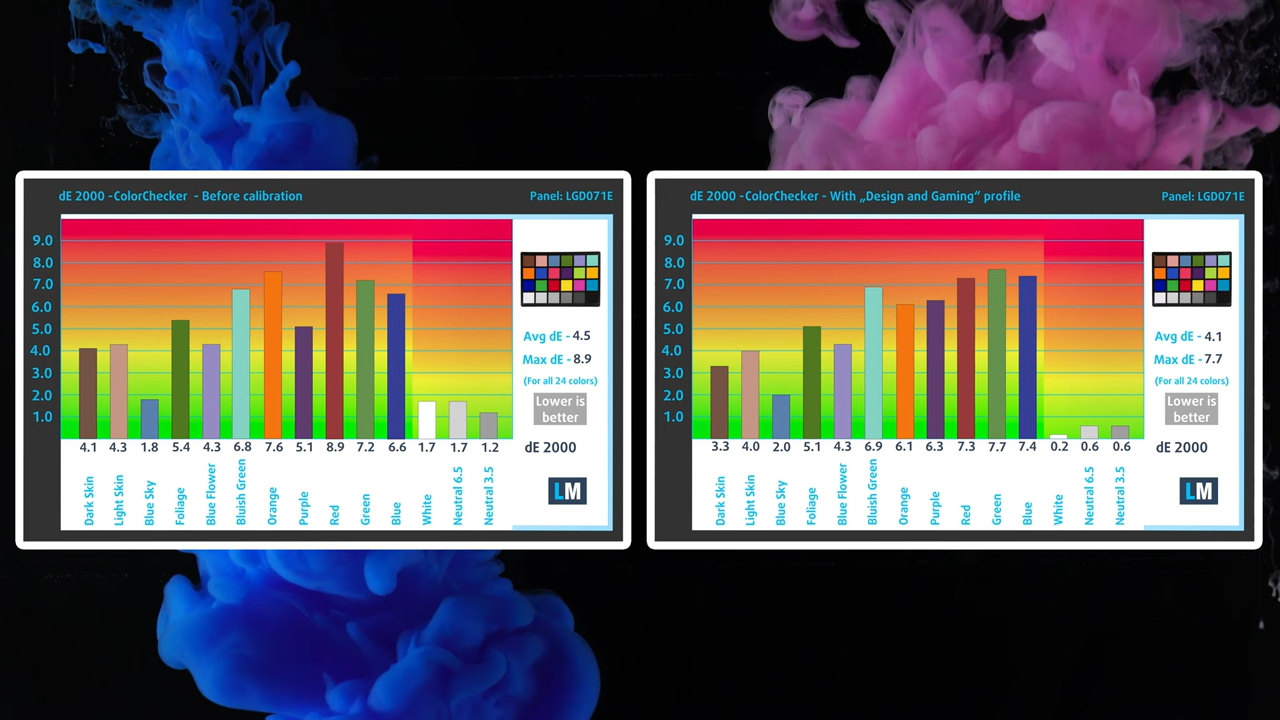 dE 2000 -ColorChecker - Before calibration
Panel: LGD071E
9.0
8.0
7.0
6.0
5.0
4.0
3.0
2.0
1.0
4.1 4.3 1.8 5.4 4.3 6.8 7.6 5.1 8.9 7.2 6.6 1.7 1.7 1.2
Dark Skin
Light Skin
Blue Sky
Foliage
Blue Flower
Bluish Green
Orange
Purple
Red
Green
Blue
White
Neutral 6.5
Neutral 3.5
Avg dE - 4.5
Max dE - 8.9
(For all 24 colors)
Lower is
better
dE 2000
LM
dE 2000 -ColorChecker - With „Design and Gaming“ profile
Panel: LGD071E
9.0
8.0
7.0
6.0
5.0
4.0
3.0
2.0
1.0
3.3 4.0 2.0 5.1 4.3 6.9 6.1 6.3 7.3 7.7 7.4 0.2 0.6 0.6
Dark Skin
Light Skin
Blue Sky
Foliage
Blue Flower
Bluish Green
Orange
Purple
Red
Green
Blue
White
Neutral 6.5
Neutral 3.5
Avg dE - 4.1
Max dE - 7.7
(For all 24 colors)
Lower is
better
dE 2000
LM